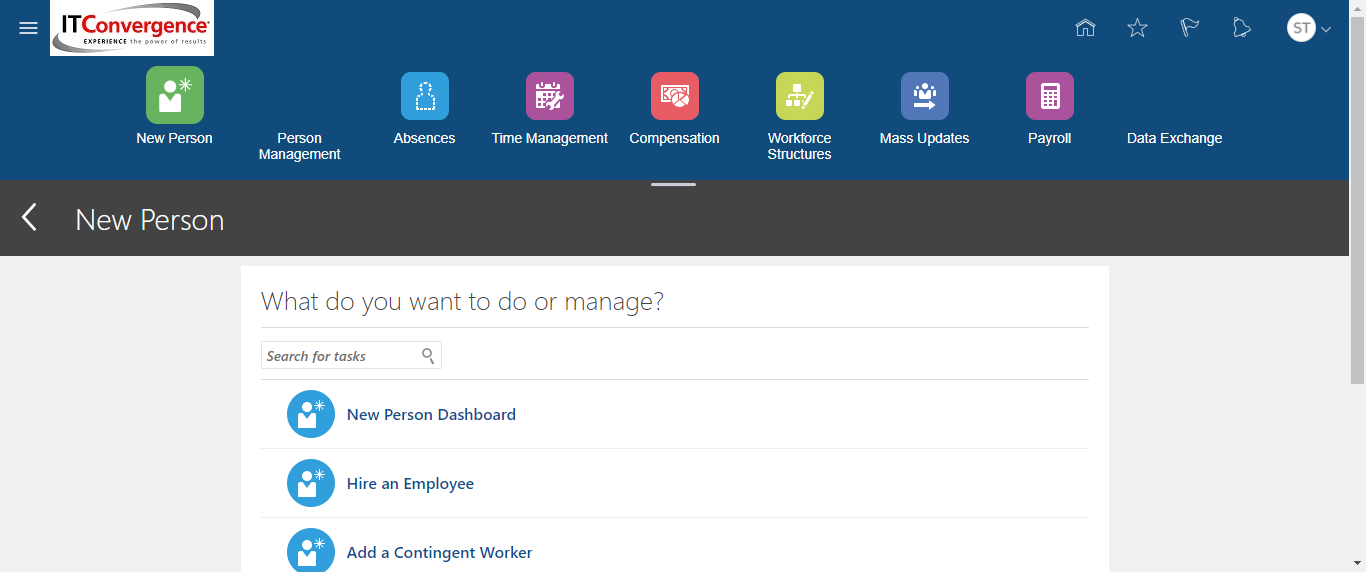 ITConvergence
EXPERIENCE the power of results
ST
New Person
Person
Management
Absences
Time Management
Compensation
Workforce
Structures
Mass Updates
Payroll
Data Exchange
New Person
What do you want to do or manage?
Search for tasks
New Person Dashboard
Hire an Employee
Add a Contingent Worker